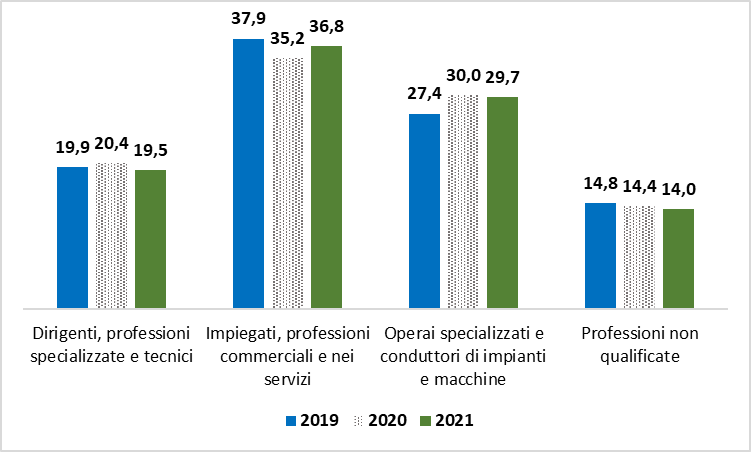 19,9 20,4 19,5
37,9 35,2 36,8
27,4 30,0 29,7
14,8 14,4 14,0
Dirigenti, professioni
specializzate e tecnici
Impiegati, professioni
commerciali e nei
servizi
Operai specializzati e
conduttori di impianti
e macchine
Professioni non
qualificate
2019 2020 2021